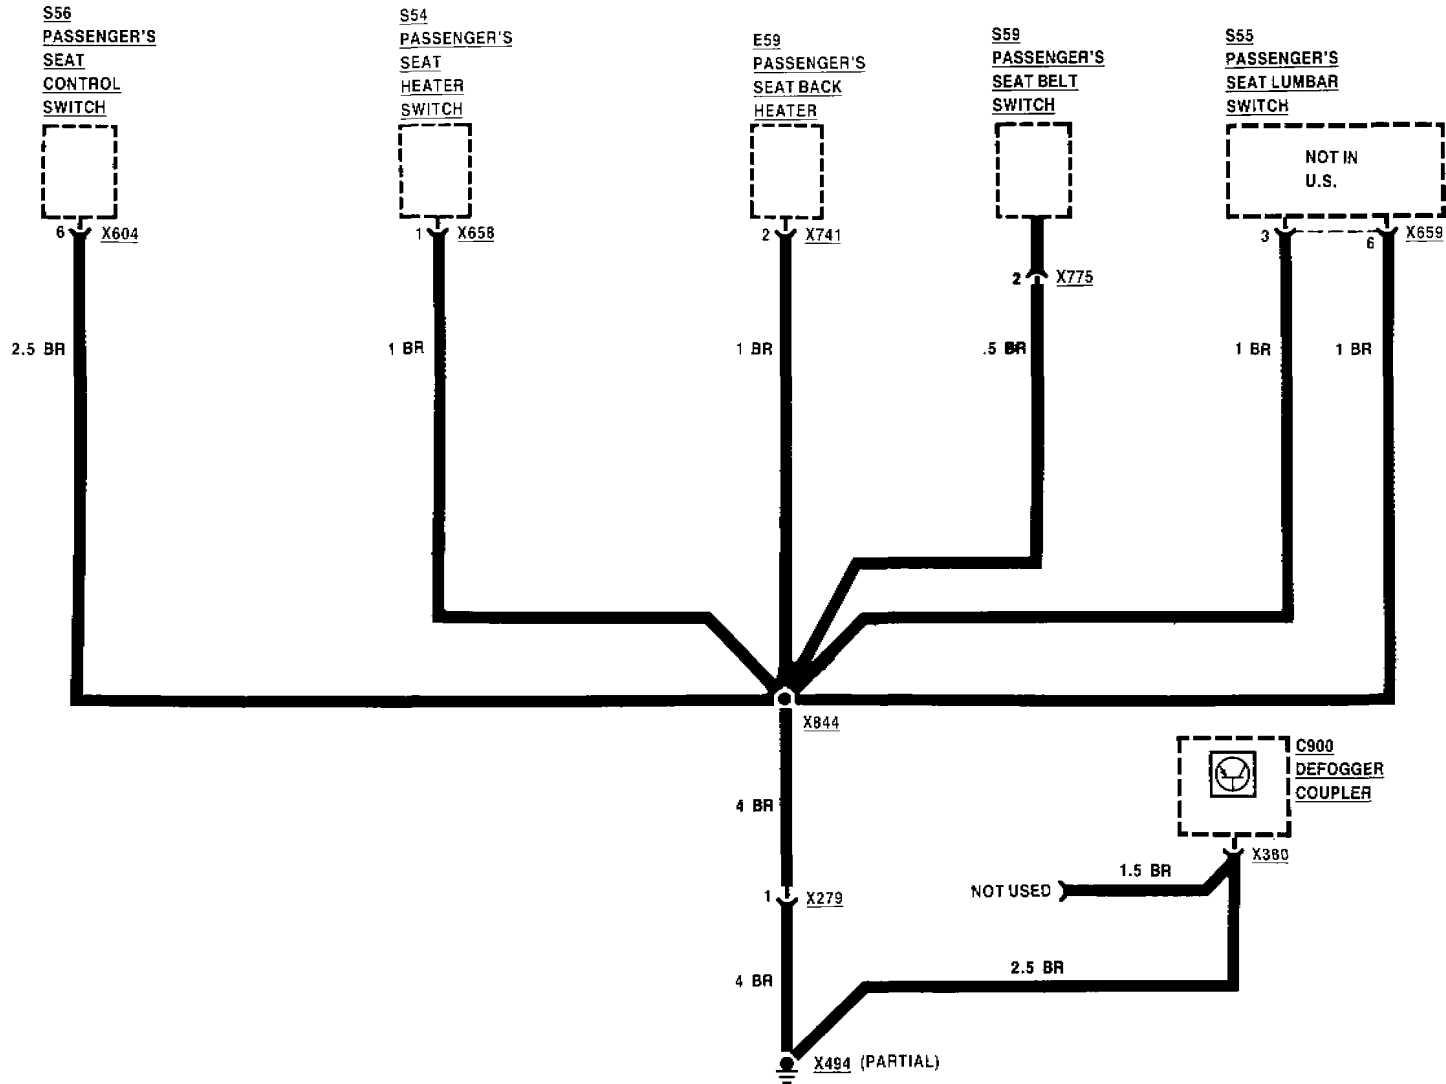 S56
PASSENGER'S
SEAT
CONTROL
SWITCH
S54
PASSENGER'S
SEAT
HEATER
SWITCH
E59
PASSENGER'S
SEAT BACK
HEATER
S59
PASSENGER'S
SEAT BELT
SWITCH
S55
PASSENGER'S
SEAT LUMBAR
SWITCH
NOT IN
U.S.
6 X604
1 X658
2 X741
2 X775
3
6 X659
2.5 BR
1 BR
1 BR
.5 BR
1 BR
1 BR
X844
C900
DEFOGGER
COUPLER
4 BR
X360
1.5 BR
NOT USED
1 X279
2.5 BR
4 BR
X494 (PARTIAL)